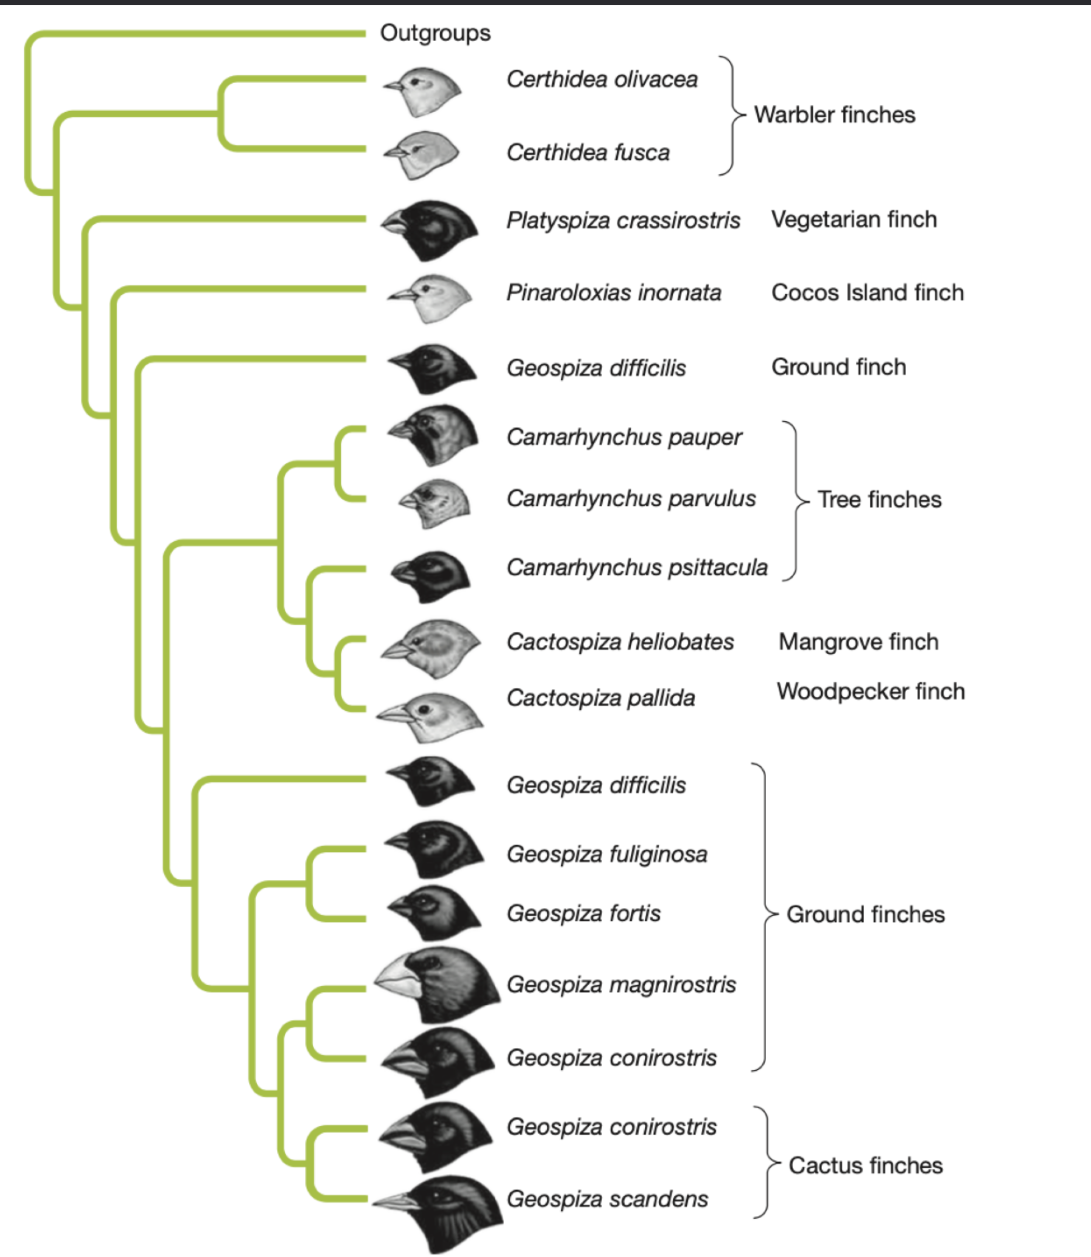 Outgroups
Certhidea olivacea
Warbler finches
Certhidea fusca
Platyspiza crassirostris Vegetarian finch
Pinaroloxias inornata Cocos Island finch
Geospiza difficilis Ground finch
Camarhynchus pauper
Camarhynchus parvulus Tree finches
Camarhynchus psittacula
Cactospiza heliobates Mangrove finch
Cactospiza pallida Woodpecker finch
Geospiza difficilis
Geospiza fuliginosa
Geospiza fortis Ground finches
Geospiza magnirostris
Geospiza conirostris
Geospiza conirostris
Cactus finches
Geospiza scandens